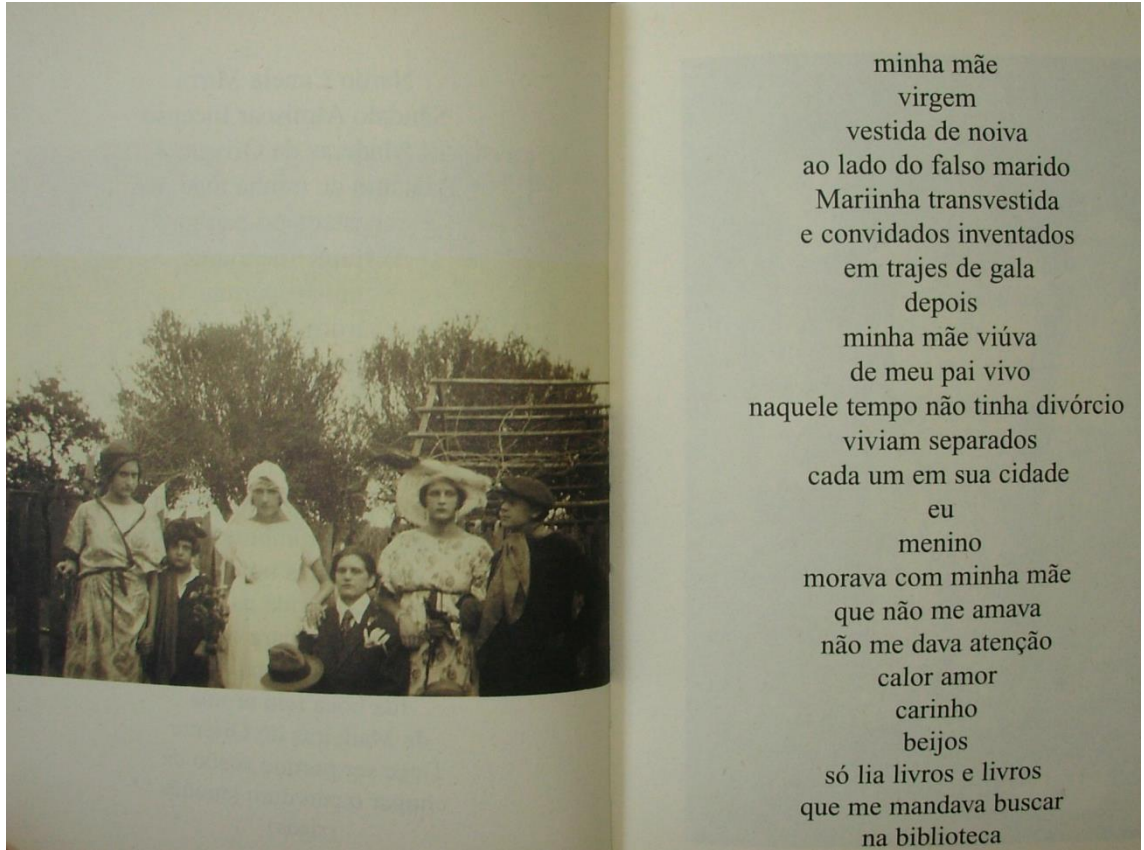 minha mãe
virgem
vestida de noiva
ao lado do falso marido
Mariinha transvestida
e convidados inventados
em trajes de gala
depois
minha mãe viúva
de meu pai vivo
naquele tempo não tinha divórcio
viviam separados
cada um em sua cidade
eu
menino
morava com minha mãe
que não me amava
não me dava atenção
calor amor
carinho
beijos
só lia livros e livros
que me mandava buscar
na biblioteca